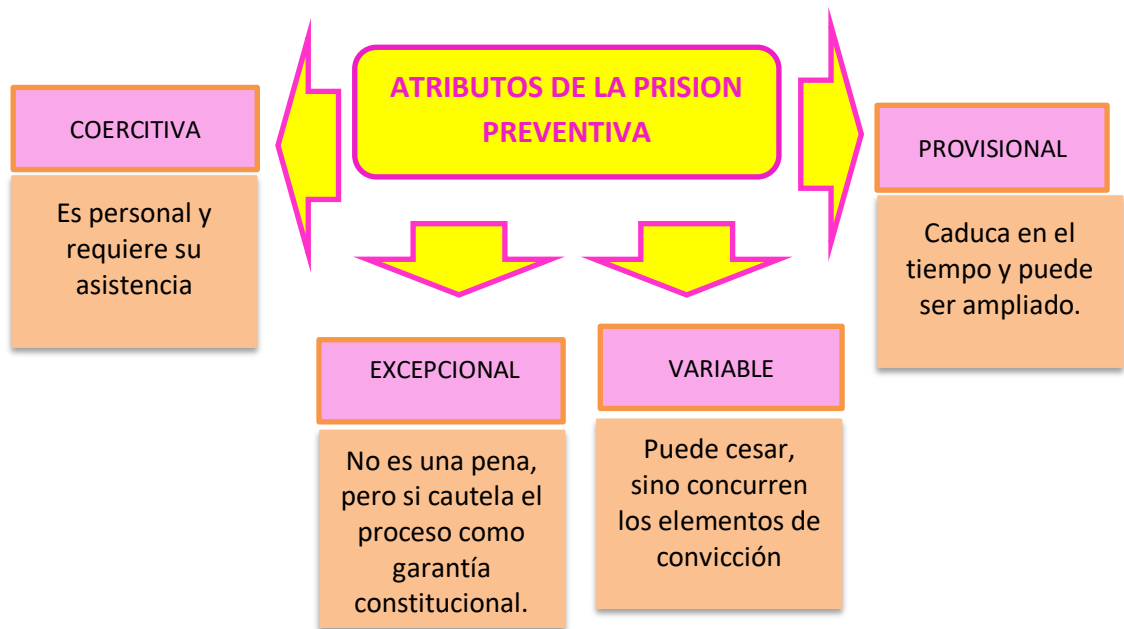 ATRIBUTOS DE LA PRISION
PREVENTIVA
COERCITIVA
Es personal y
requiere su
asistencia
EXCEPCIONAL
No es una pena,
pero si cautela el
proceso como
garantía
constitucional.
VARIABLE
Puede cesar,
sino concurren
los elementos de
convicción
PROVISIONAL
Caduca en el
tiempo y puede
ser ampliado.